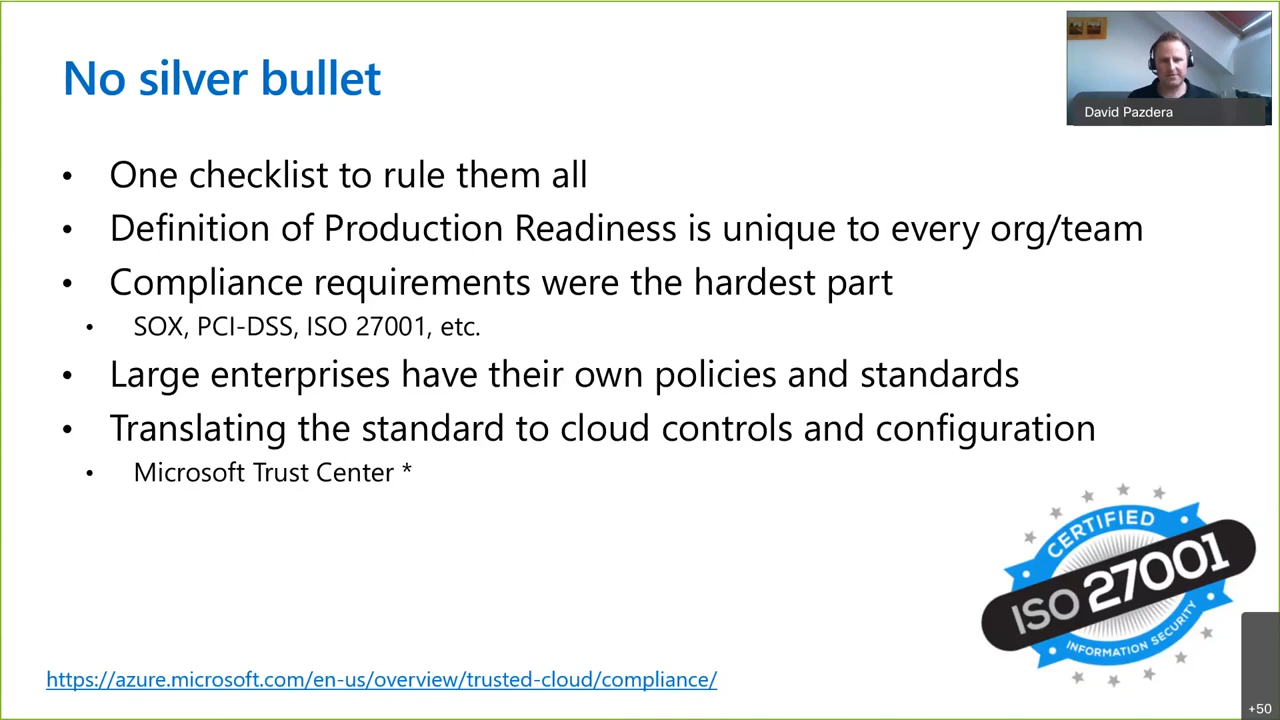 No silver bullet
David Pazdera
• One checklist to rule them all
• Definition of Production Readiness is unique to every org/team
• Compliance requirements were the hardest part
• SOX, PCI-DSS, ISO 27001, etc.
• Large enterprises have their own policies and standards
• Translating the standard to cloud controls and configuration
• Microsoft Trust Center *
CERTIFIED
ISO 27001
INFORMATION SECURITY
https://azure.microsoft.com/en-us/overview/trusted-cloud/compliance/
+50